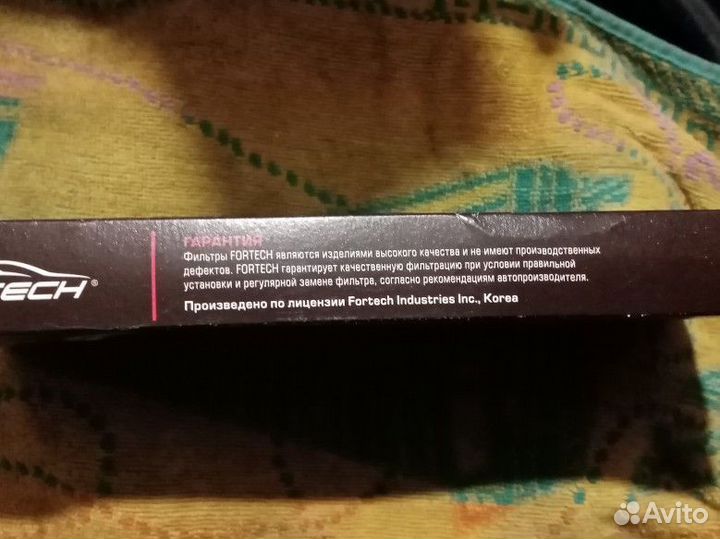 TECH®
ГАРАНТИЯ
Фильтры FORTECH являются изделиями высокого качества и не имеют производственных
дефектов. FORTECH гарантирует качественную фильтрацию при условии правильной
установки и регулярной замене фильтра, согласно рекомендациям автопроизводителя.
Произведено по лицензии Fortech Industries Inc., Korea
Avito